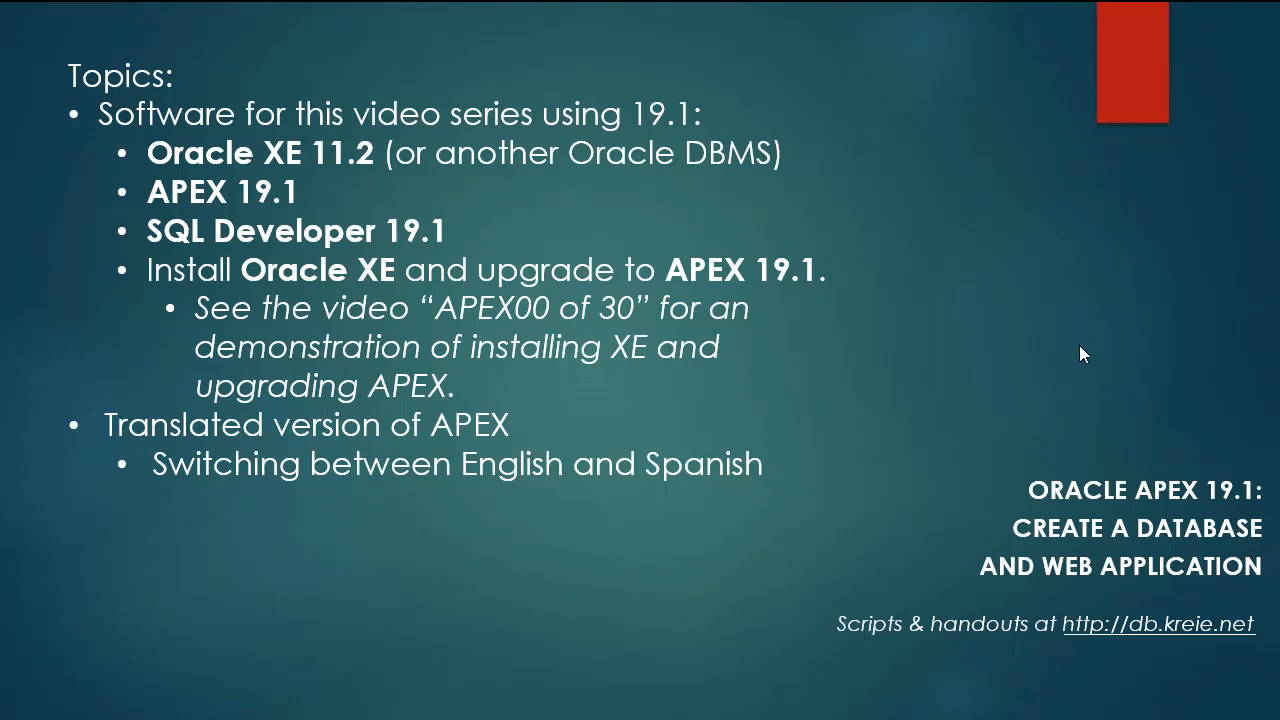 Topics:
• Software for this video series using 19.1:
• Oracle XE 11.2 (or another Oracle DBMS)
• APEX 19.1
• SQL Developer 19.1
• Install Oracle XE and upgrade to APEX 19.1.
• See the video “APEX00 of 30” for an
demonstration of installing XE and
upgrading APEX.
• Translated version of APEX
• Switching between English and Spanish
ORACLE APEX 19.1:
CREATE A DATABASE
AND WEB APPLICATION
Scripts & handouts at http://db.kreie.net